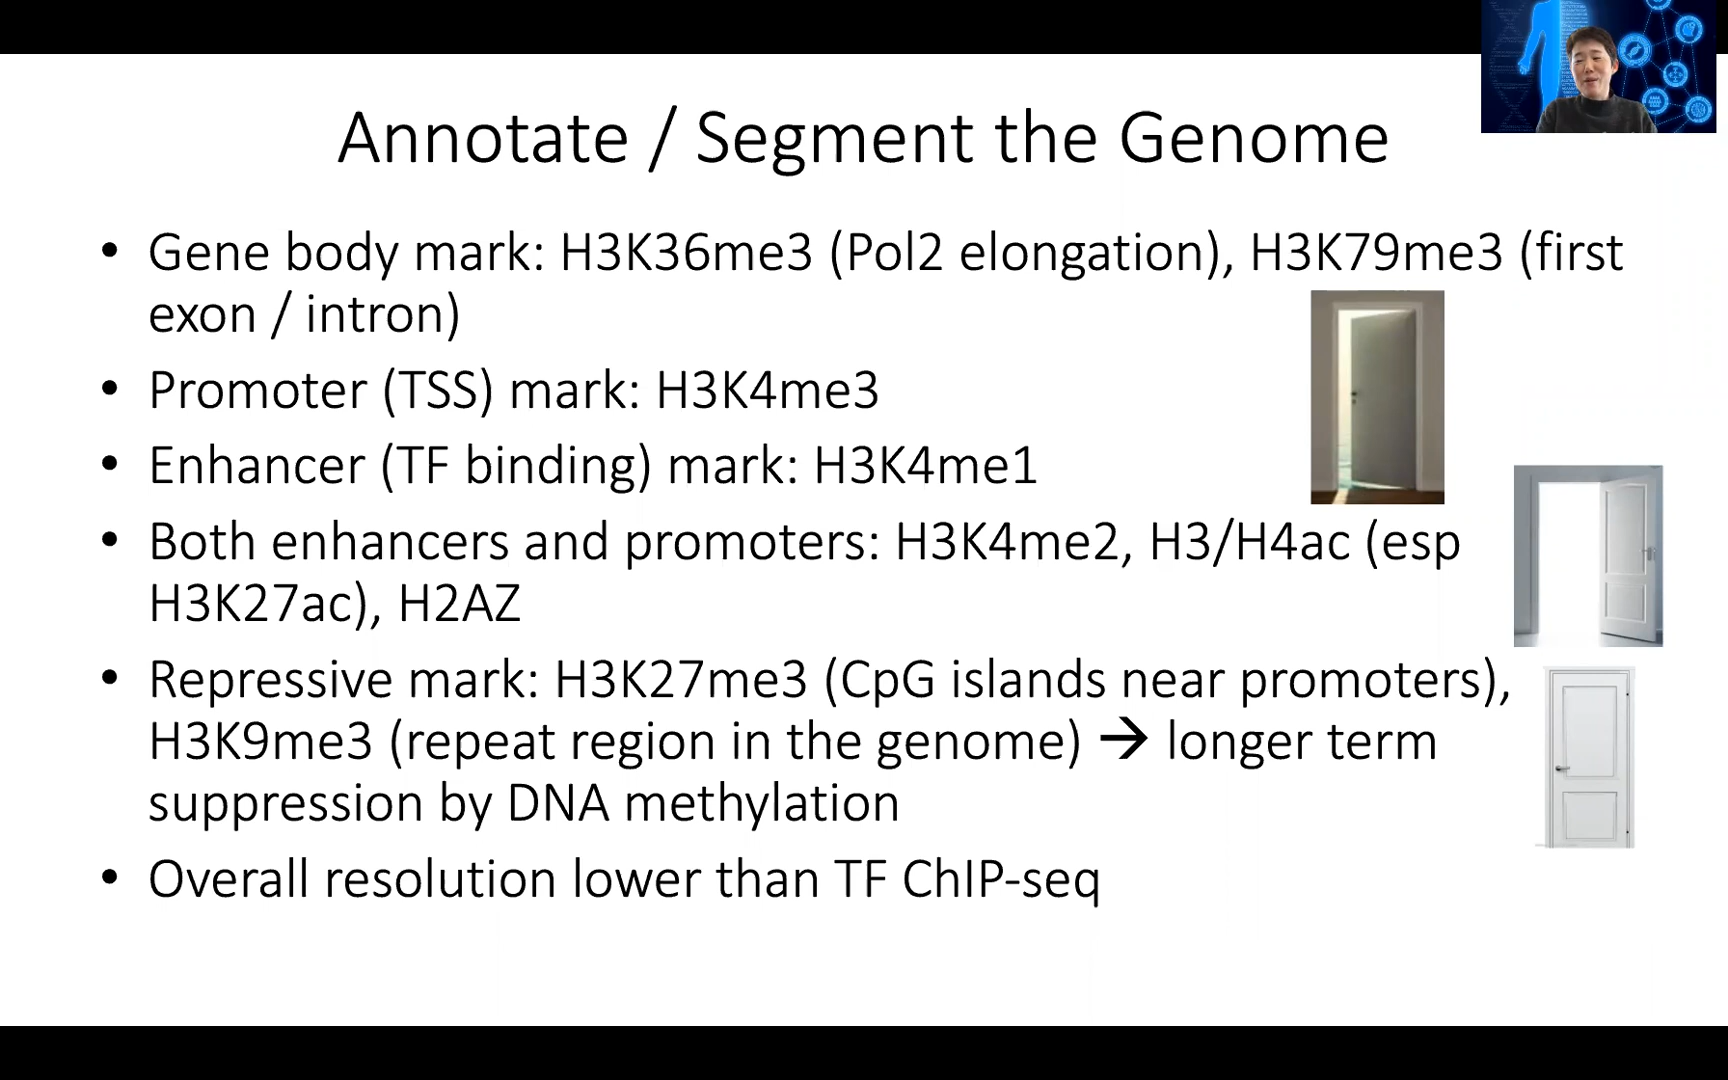 Annotate / Segment the Genome
• Gene body mark: H3K36me3 (Pol2 elongation), H3K79me3 (first
exon / intron)
• Promoter (TSS) mark: H3K4me3
• Enhancer (TF binding) mark: H3K4me1
• Both enhancers and promoters: H3K4me2, H3/H4ac (esp
H3K27ac), H2AZ
• Repressive mark: H3K27me3 (CpG islands near promoters),
H3K9me3 (repeat region in the genome) → longer term
suppression by DNA methylation
• Overall resolution lower than TF ChIP-seq